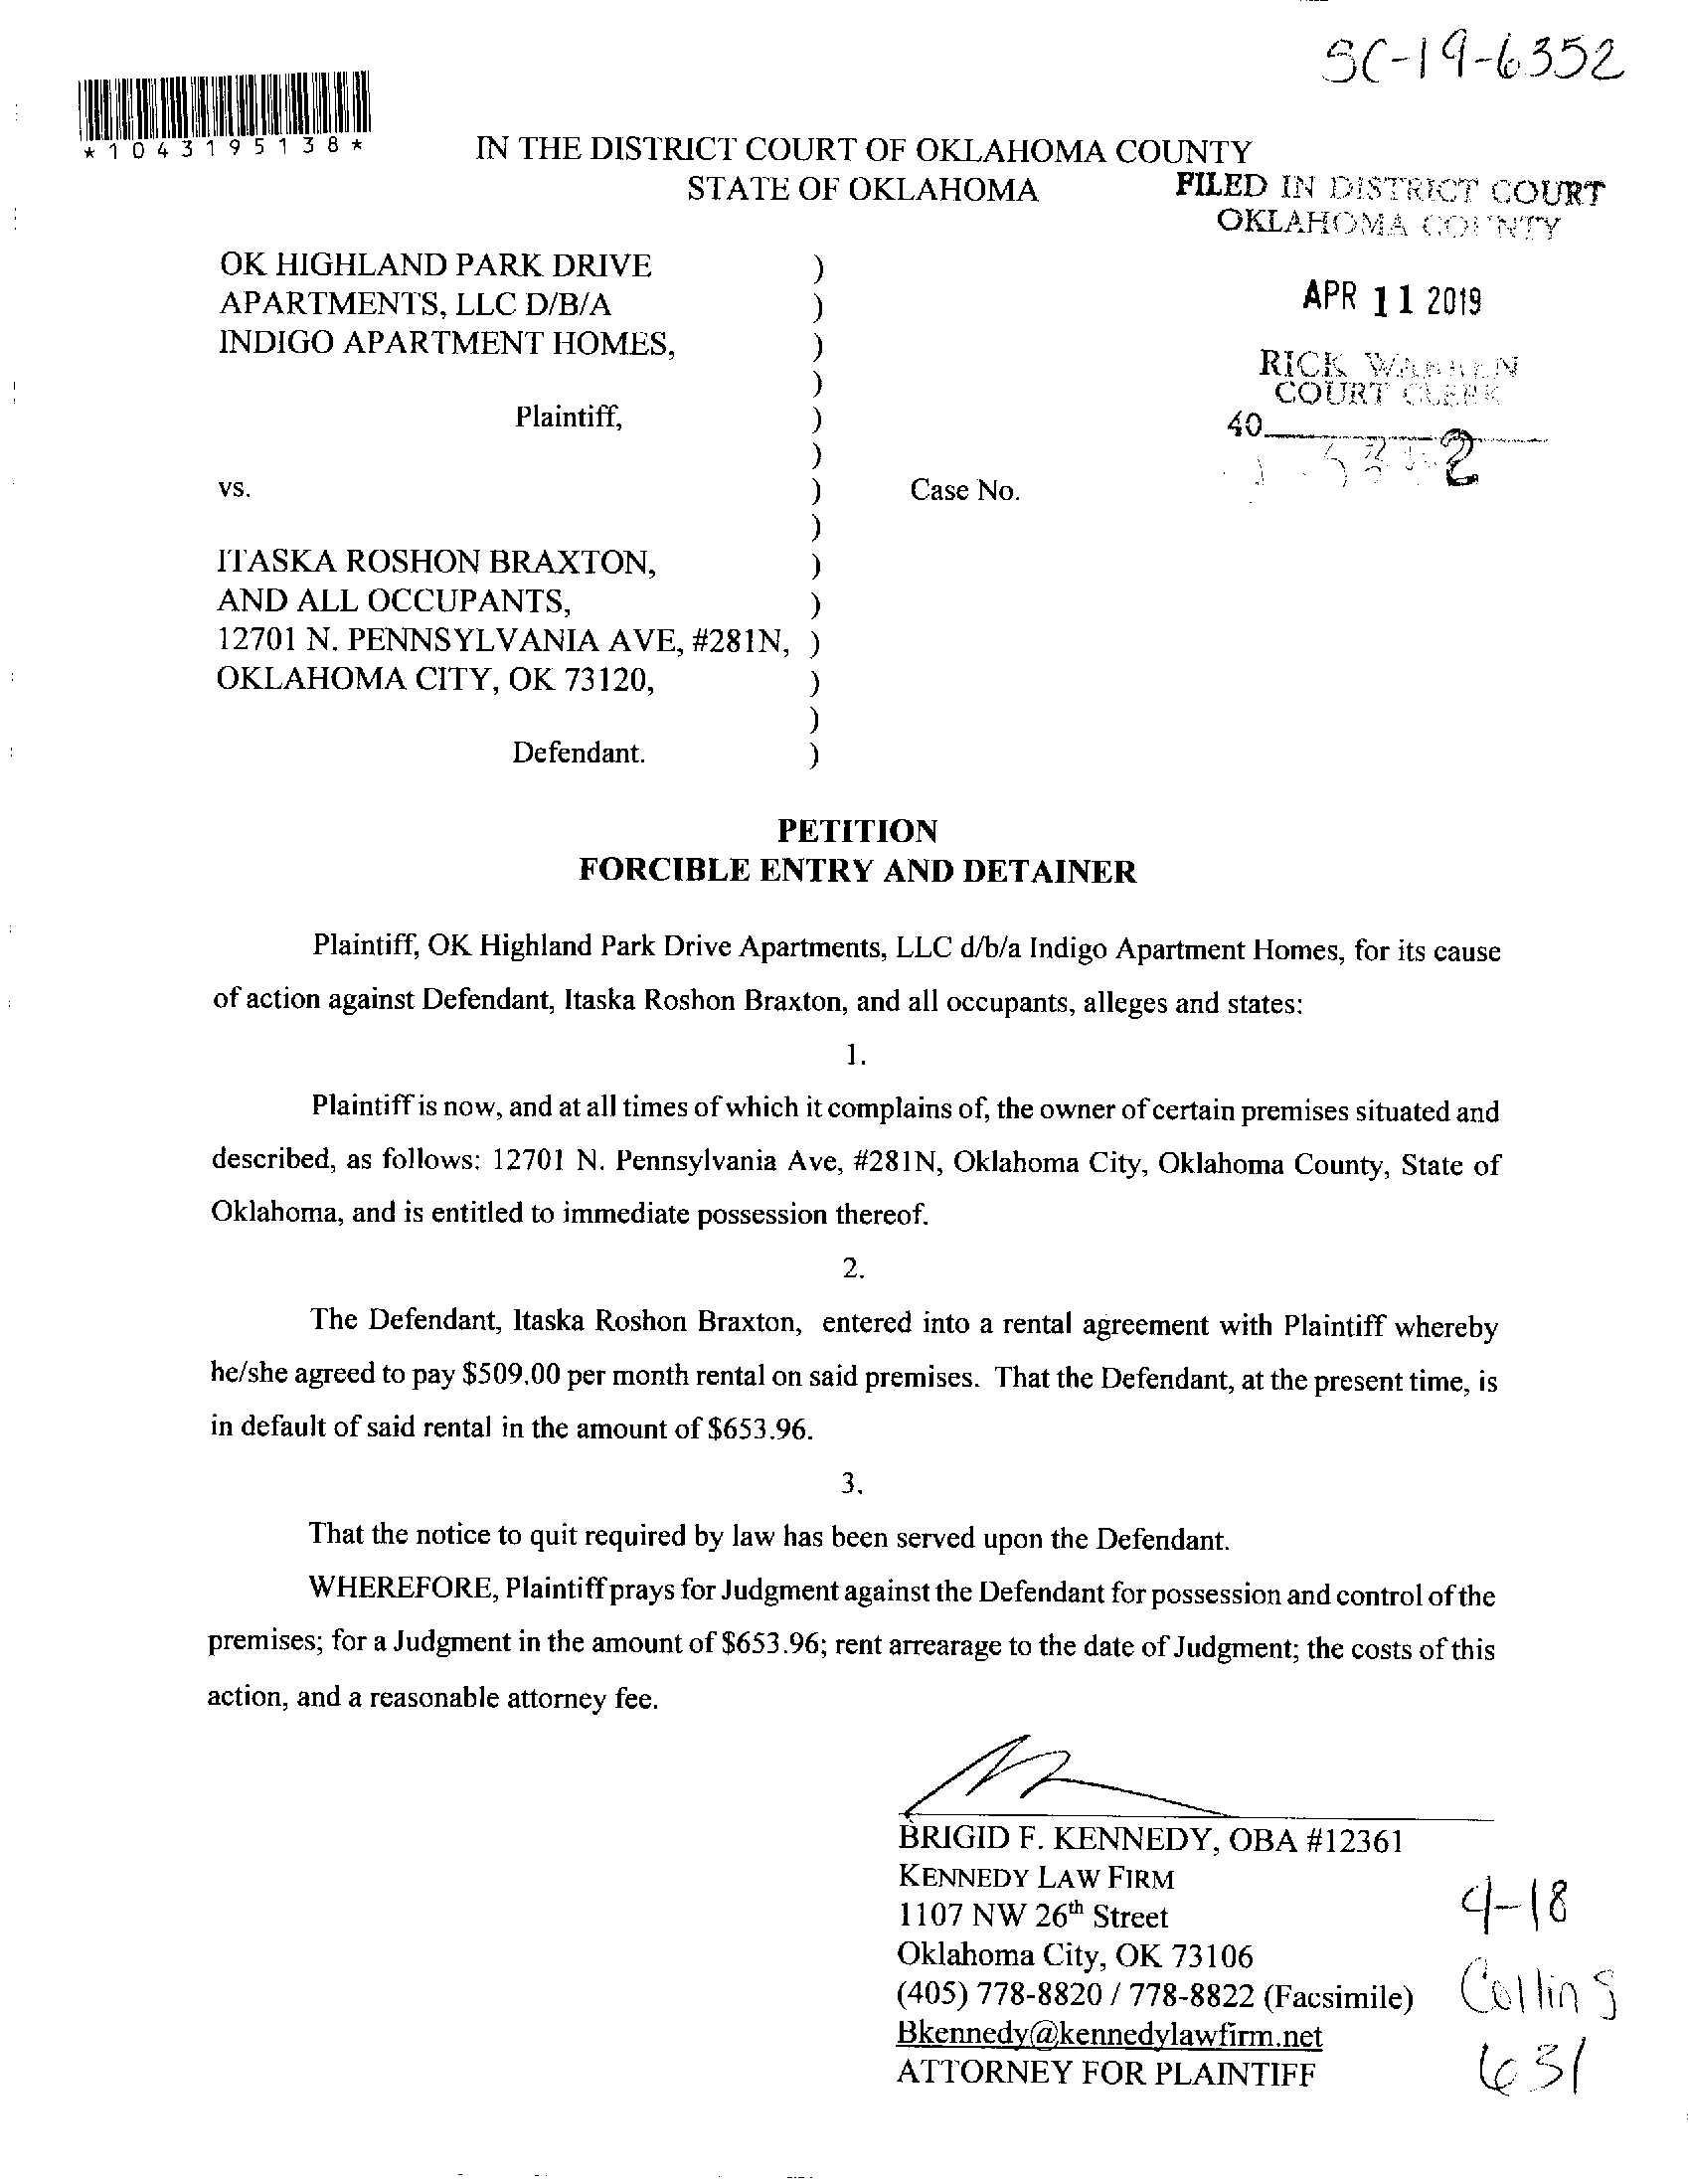 SC-19-6352
*1043195138*
IN THE DISTRICT COURT OF OKLAHOMA COUNTY
STATE OF OKLAHOMA
FILED IN DISTRICT COURT
OKLAHOMA COUNTY
APR 11 2019
RICK WARREN
COURT CLERK
40
OK HIGHLAND PARK DRIVE )
APARTMENTS, LLC D/B/A )
INDIGO APARTMENT HOMES, )
)
Plaintiff, )
)
vs. ) Case No.
)
ITASKA ROSHON BRAXTON, )
AND ALL OCCUPANTS, )
12701 N. PENNSYLVANIA AVE, #281N, )
OKLAHOMA CITY, OK 73120, )
)
Defendant. )
PETITION
FORCIBLE ENTRY AND DETAINER
Plaintiff, OK Highland Park Drive Apartments, LLC d/b/a Indigo Apartment Homes, for its cause
of action against Defendant, Itaska Roshon Braxton, and all occupants, alleges and states:
1.
Plaintiff is now, and at all times of which it complains of, the owner of certain premises situated and
described, as follows: 12701 N. Pennsylvania Ave, #281N, Oklahoma City, Oklahoma County, State of
Oklahoma, and is entitled to immediate possession thereof.
2.
The Defendant, Itaska Roshon Braxton, entered into a rental agreement with Plaintiff whereby
he/she agreed to pay $509.00 per month rental on said premises. That the Defendant, at the present time, is
in default of said rental in the amount of $653.96.
3.
That the notice to quit required by law has been served upon the Defendant.
WHEREFORE, Plaintiff prays for Judgment against the Defendant for possession and control of the
premises; for a Judgment in the amount of $653.96; rent arrearage to the date of Judgment; the costs of this
action, and a reasonable attorney fee.
BRIGID F. KENNEDY, OBA #12361
KENNEDY LAW FIRM
1107 NW 26th Street
Oklahoma City, OK 73106
(405) 778-8820 / 778-8822 (Facsimile)
Bkennedy@kennedylawfirm.net
ATTORNEY FOR PLAINTIFF
4-18
Collins
631